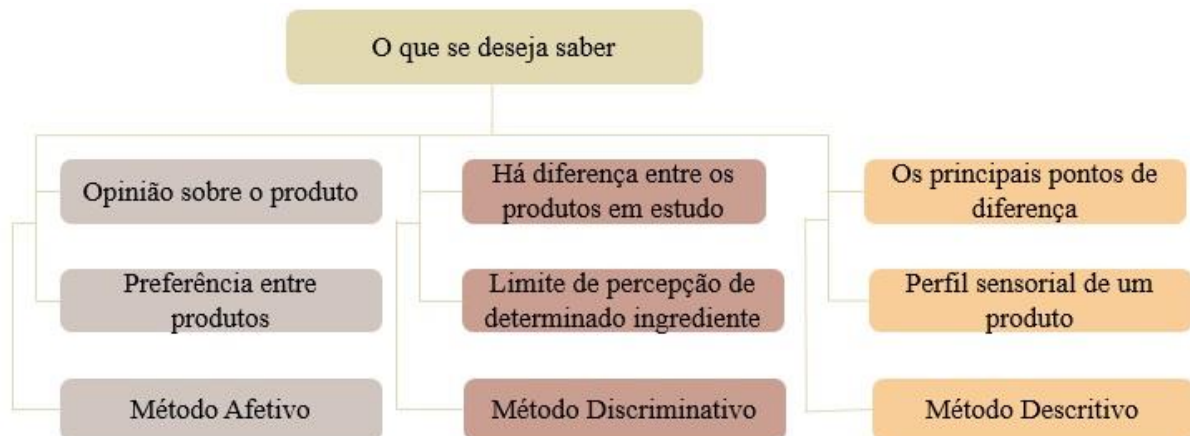 O que se deseja saber
Opinião sobre o produto
Há diferença entre os
produtos em estudo
Os principais pontos de
diferença
Preferência entre
produtos
Limite de percepção de
determinado ingrediente
Perfil sensorial de um
produto
Método Afetivo
Método Discriminativo
Método Descritivo